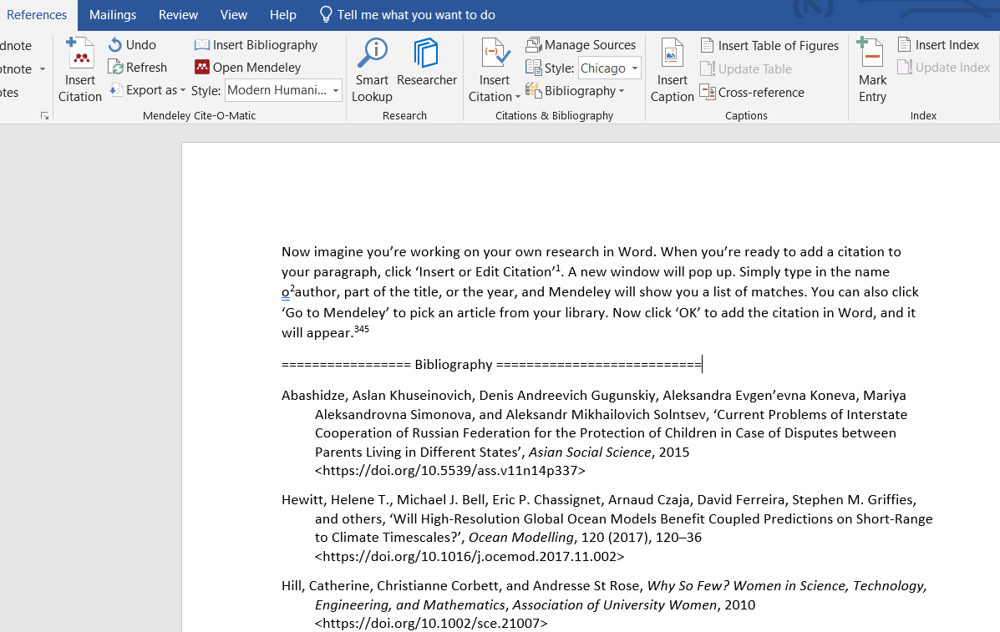 References Mailings Review View Help Tell me what you want to do
dnote
otne
otes
Insert Citation
Undo
Refresh
Export as
Insert Bibliography
Open Mendeley
Style: Modern Humani...
Mendeley Cite-O-Matic
Smart Lookup
Researcher
Research
Insert Citation
Manage Sources
Style: Chicago
Bibliography
Citations & Bibliography
Insert Caption
Insert Table of Figures
Update Table
Cross-reference
Captions
Mark Entry
Insert Index
Update Index
Index
Now imagine you’re working on your own research in Word. When you’re ready to add a citation to
your paragraph, click ‘Insert or Edit Citation’¹. A new window will pop up. Simply type in the name
o²author, part of the title, or the year, and Mendeley will show you a list of matches. You can also click
‘Go to Mendeley’ to pick an article from your library. Now click ‘OK’ to add the citation in Word, and it
will appear.³⁴⁵
================= Bibliography ===========================
Abashidze, Aslan Khuseinovich, Denis Andreevich Gugunskiy, Aleksandra Evgen’evna Koneva, Mariya
Aleksandrovna Simonova, and Aleksandr Mikhailovich Solntsev, ‘Current Problems of Interstate
Cooperation of Russian Federation for the Protection of Children in Case of Disputes between
Parents Living in Different States’, Asian Social Science, 2015
<https://doi.org/10.5539/ass.v11n14p337>
Hewitt, Helene T., Michael J. Bell, Eric P. Chassignet, Arnaud Czaja, David Ferreira, Stephen M. Griffies,
and others, ‘Will High-Resolution Global Ocean Models Benefit Coupled Predictions on Short-Range
to Climate Timescales?’, Ocean Modelling, 120 (2017), 120–36
<https://doi.org/10.1016/j.ocemod.2017.11.002>
Hill, Catherine, Christianne Corbett, and Andresse St Rose, Why So Few? Women in Science, Technology,
Engineering, and Mathematics, Association of University Women, 2010
<https://doi.org/10.1002/sce.21007>